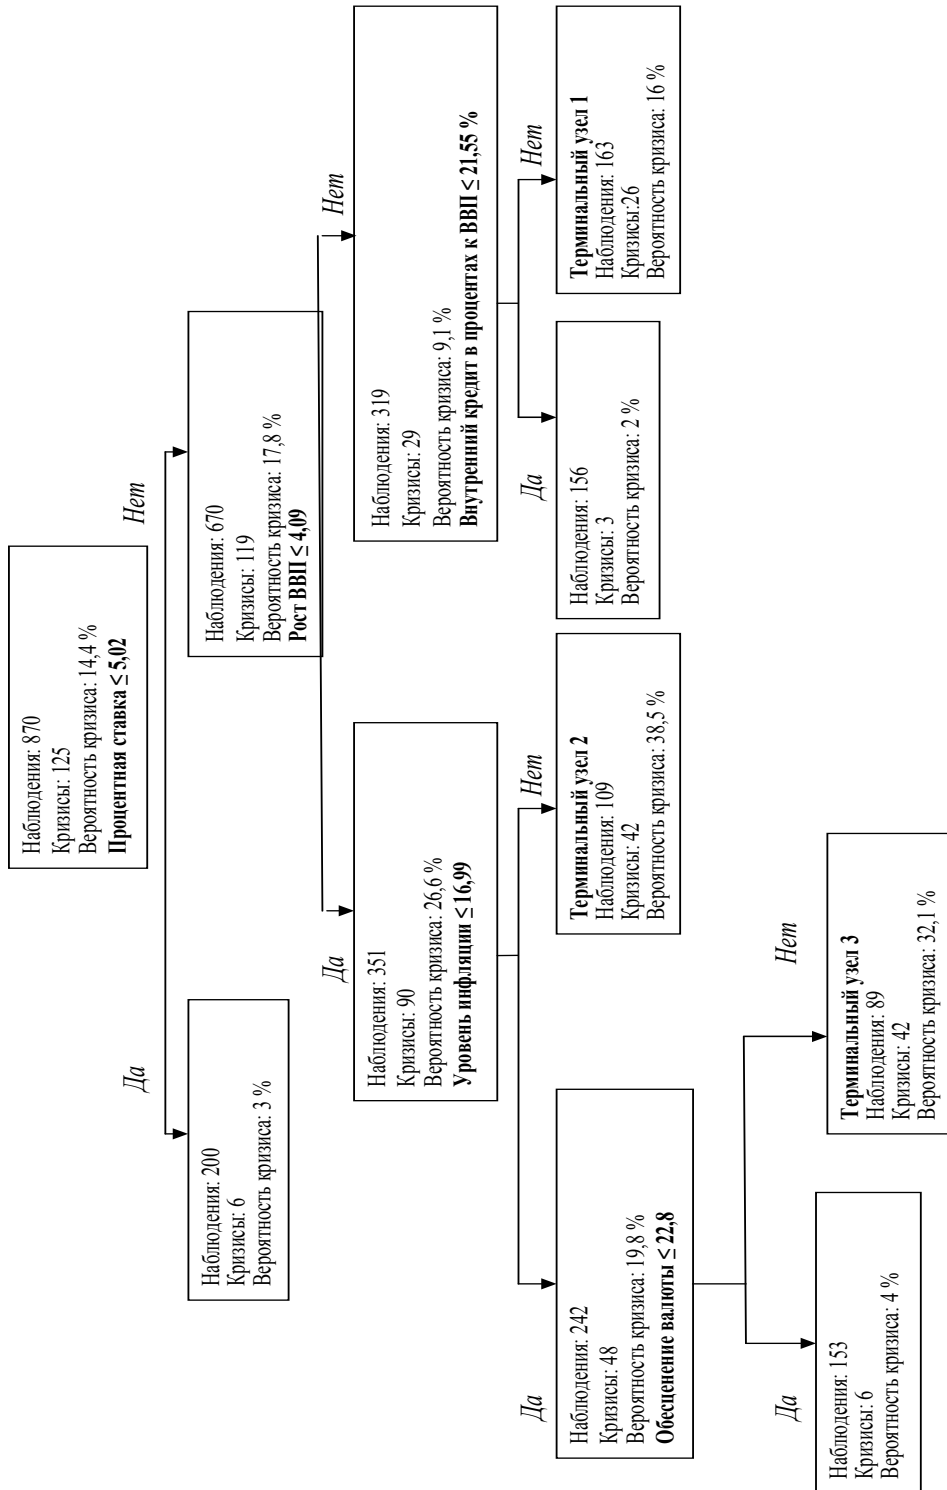 Наблюдения: 870
Кризисы: 125
Вероятность кризиса: 14,4 %
Процентная ставка ≤ 5,02
Да
Нет
Наблюдения: 200
Кризисы: 6
Вероятность кризиса: 3 %
Наблюдения: 670
Кризисы: 119
Вероятность кризиса: 17,8 %
Рост ВВП ≤ 4,09
Да
Нет
Наблюдения: 351
Кризисы: 90
Вероятность кризиса: 26,6 %
Уровень инфляции ≤ 16,99
Наблюдения: 319
Кризисы: 29
Вероятность кризиса: 9,1 %
Внутренний кредит в процентах к ВВП ≤ 21,55 %
Да
Нет
Да
Нет
Наблюдения: 242
Кризисы: 48
Вероятность кризиса: 19,8 %
Обесценение валюты ≤ 22,8
Терминальный узел 2
Наблюдения: 109
Кризисы: 42
Вероятность кризиса: 38,5 %
Наблюдения: 156
Кризисы: 3
Вероятность кризиса: 2 %
Терминальный узел 1
Наблюдения: 163
Кризисы:26
Вероятность кризиса: 16 %
Да
Нет
Наблюдения: 153
Кризисы: 6
Вероятность кризиса: 4 %
Терминальный узел 3
Наблюдения: 89
Кризисы: 42
Вероятность кризиса: 32,1 %